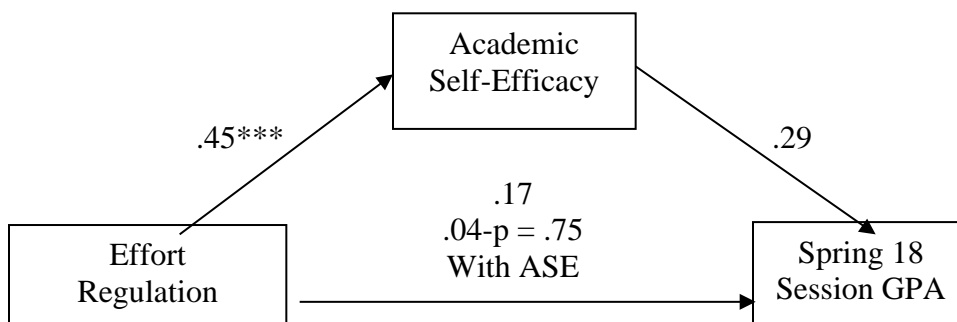 Academic
Self-Efficacy
.45***
.29
.17
.04-p = .75
With ASE
Effort
Regulation
Spring 18
Session GPA